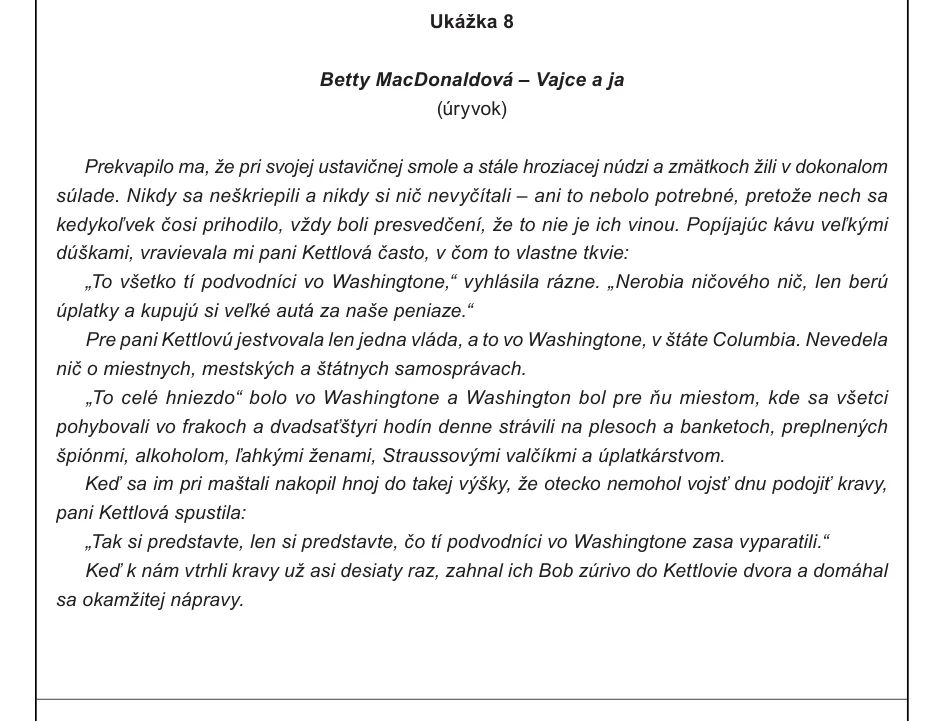 Ukážka 8
Betty MacDonaldová – Vajce a ja
(úryvok)
Prekvapilo ma, že pri svojej ustavičnej smole a stále hroziacej núdzi a zmätkoch žili v dokonalom
súlade. Nikdy sa neškriepili a nikdy si nič nevyčítali – ani to nebolo potrebné, pretože nech sa
kedykoľvek čosi prihodilo, vždy boli presvedčení, že to nie je ich vinou. Popíjajúc kávu veľkými
dúškami, vravievala mi pani Kettlová často, v čom to vlastne tkvie:
„To všetko tí podvodníci vo Washingtone,“ vyhlásila rázne. „Nerobia ničového nič, len berú
úplatky a kupujú si veľké autá za naše peniaze.“
Pre pani Kettlovú jestvovala len jedna vláda, a to vo Washingtone, v štáte Columbia. Nevedela
nič o miestnych, mestských a štátnych samosprávach.
„To celé hniezdo“ bolo vo Washingtone a Washington bol pre ňu miestom, kde sa všetci
pohybovali vo frakoch a dvadsaťštyri hodín denne strávili na plesoch a banketoch, preplnených
špiónmi, alkoholom, ľahkými ženami, Straussovými valčíkmi a úplatkárstvom.
Keď sa im pri maštali nakopil hnoj do takej výšky, že otecko nemohol vojsť dnu podojiť kravy,
pani Kettlová spustila:
„Tak si predstavte, len si predstavte, čo tí podvodníci vo Washingtone zasa vyparatili.“
Keď k nám vtrhli kravy už asi desiaty raz, zahnal ich Bob zúrivo do Kettlovie dvora a domáhal
sa okamžitej nápravy.